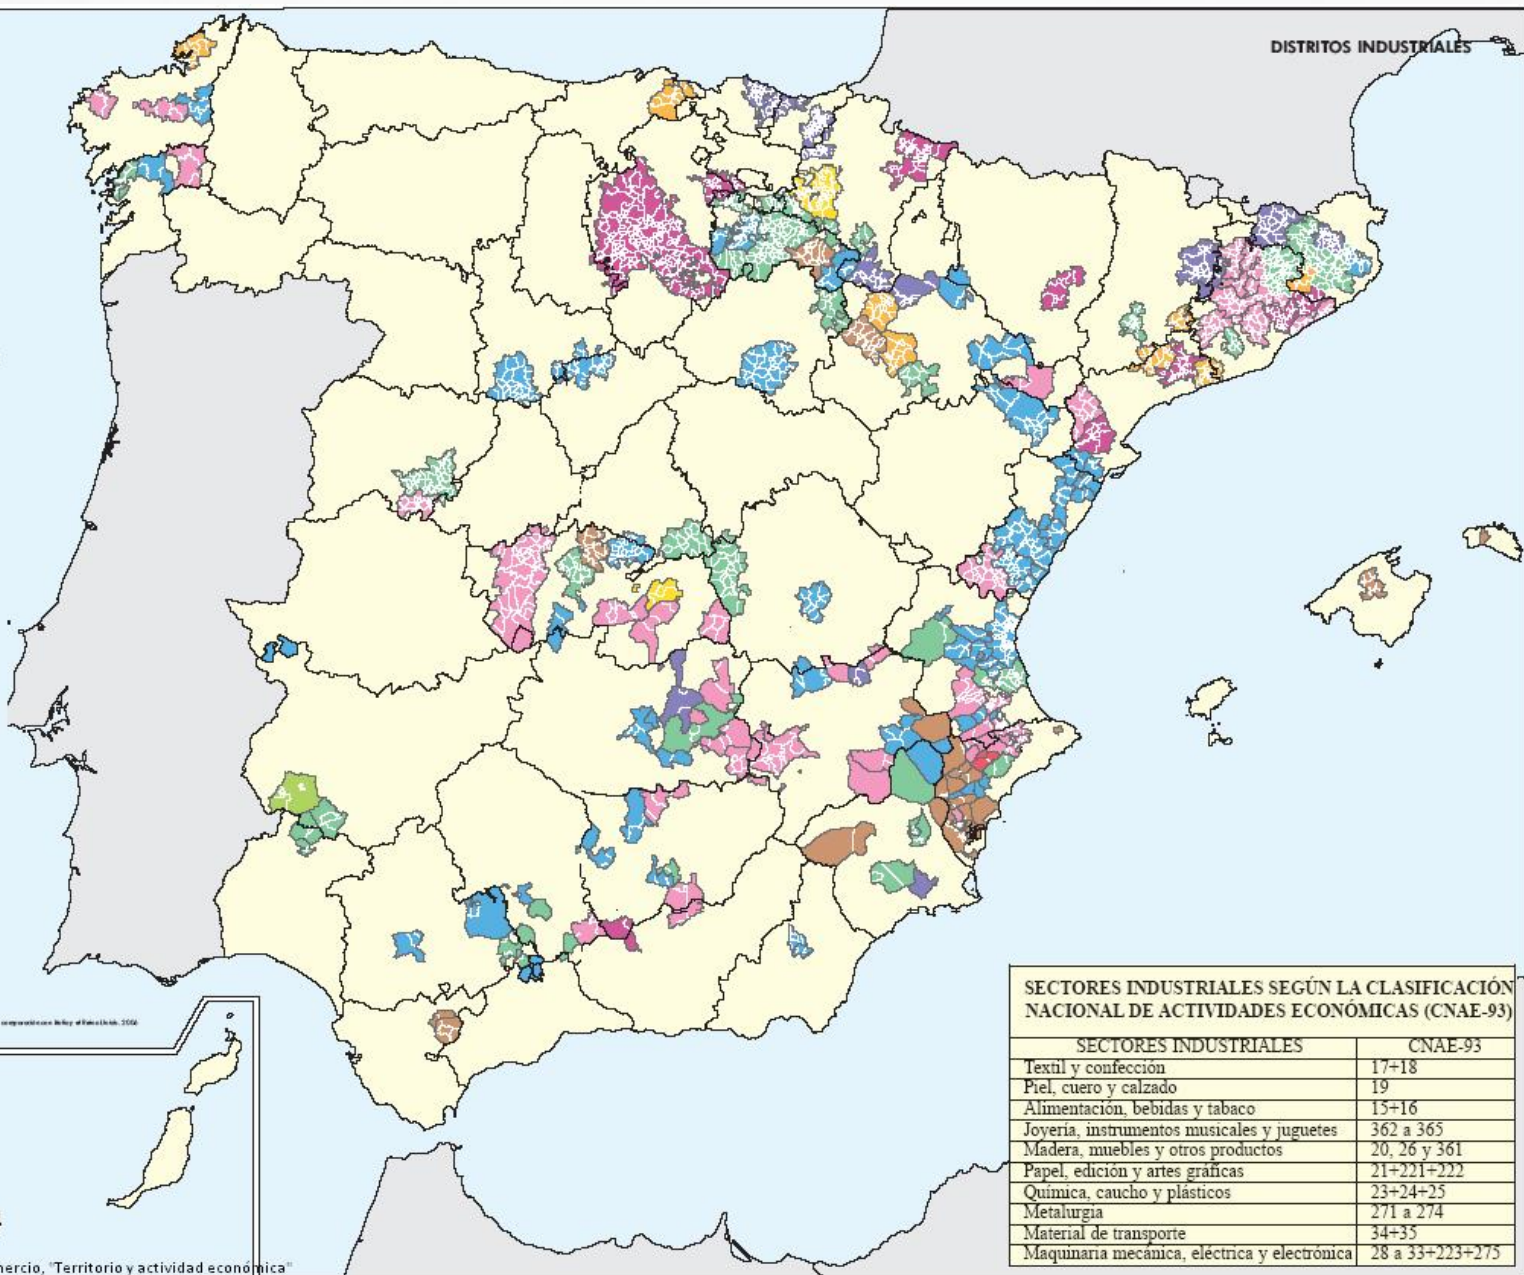 DISTRITOS INDUSTRIALES
SECTORES INDUSTRIALES SEGÚN LA CLASIFICACIÓN
NACIONAL DE ACTIVIDADES ECONÓMICAS (CNAE-93)
SECTORES INDUSTRIALES CNAE-93
Textil y confección 17+18
Piel, cuero y calzado 19
Alimentación, bebidas y tabaco 15+16
Joyería, instrumentos musicales y juguetes 362 a 365
Madera, muebles y otros productos 20, 26 y 361
Papel, edición y artes gráficas 21+221+222
Química, caucho y plásticos 23+24+25
Metalurgia 271 a 274
Material de transporte 34+35
Maquinaria mecánica, eléctrica y electrónica 28 a 33+223+275
mercio, "Territorio y actividad económica"